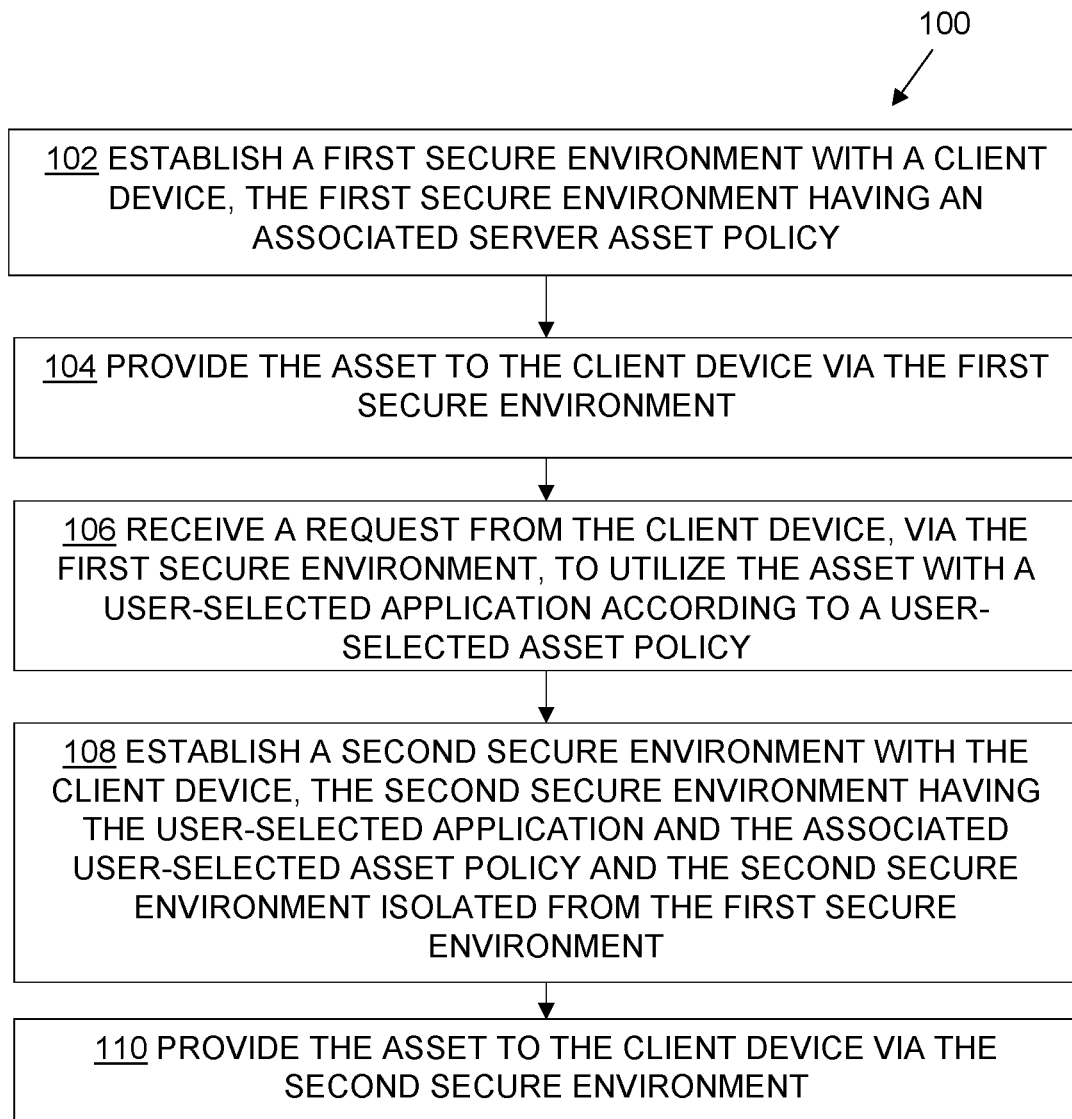 100
102 ESTABLISH A FIRST SECURE ENVIRONMENT WITH A CLIENT
DEVICE, THE FIRST SECURE ENVIRONMENT HAVING AN
ASSOCIATED SERVER ASSET POLICY
104 PROVIDE THE ASSET TO THE CLIENT DEVICE VIA THE FIRST
SECURE ENVIRONMENT
106 RECEIVE A REQUEST FROM THE CLIENT DEVICE, VIA THE
FIRST SECURE ENVIRONMENT, TO UTILIZE THE ASSET WITH A
USER-SELECTED APPLICATION ACCORDING TO A USER-
SELECTED ASSET POLICY
108 ESTABLISH A SECOND SECURE ENVIRONMENT WITH THE
CLIENT DEVICE, THE SECOND SECURE ENVIRONMENT HAVING
THE USER-SELECTED APPLICATION AND THE ASSOCIATED
USER-SELECTED ASSET POLICY AND THE SECOND SECURE
ENVIRONMENT ISOLATED FROM THE FIRST SECURE
ENVIRONMENT
110 PROVIDE THE ASSET TO THE CLIENT DEVICE VIA THE
SECOND SECURE ENVIRONMENT